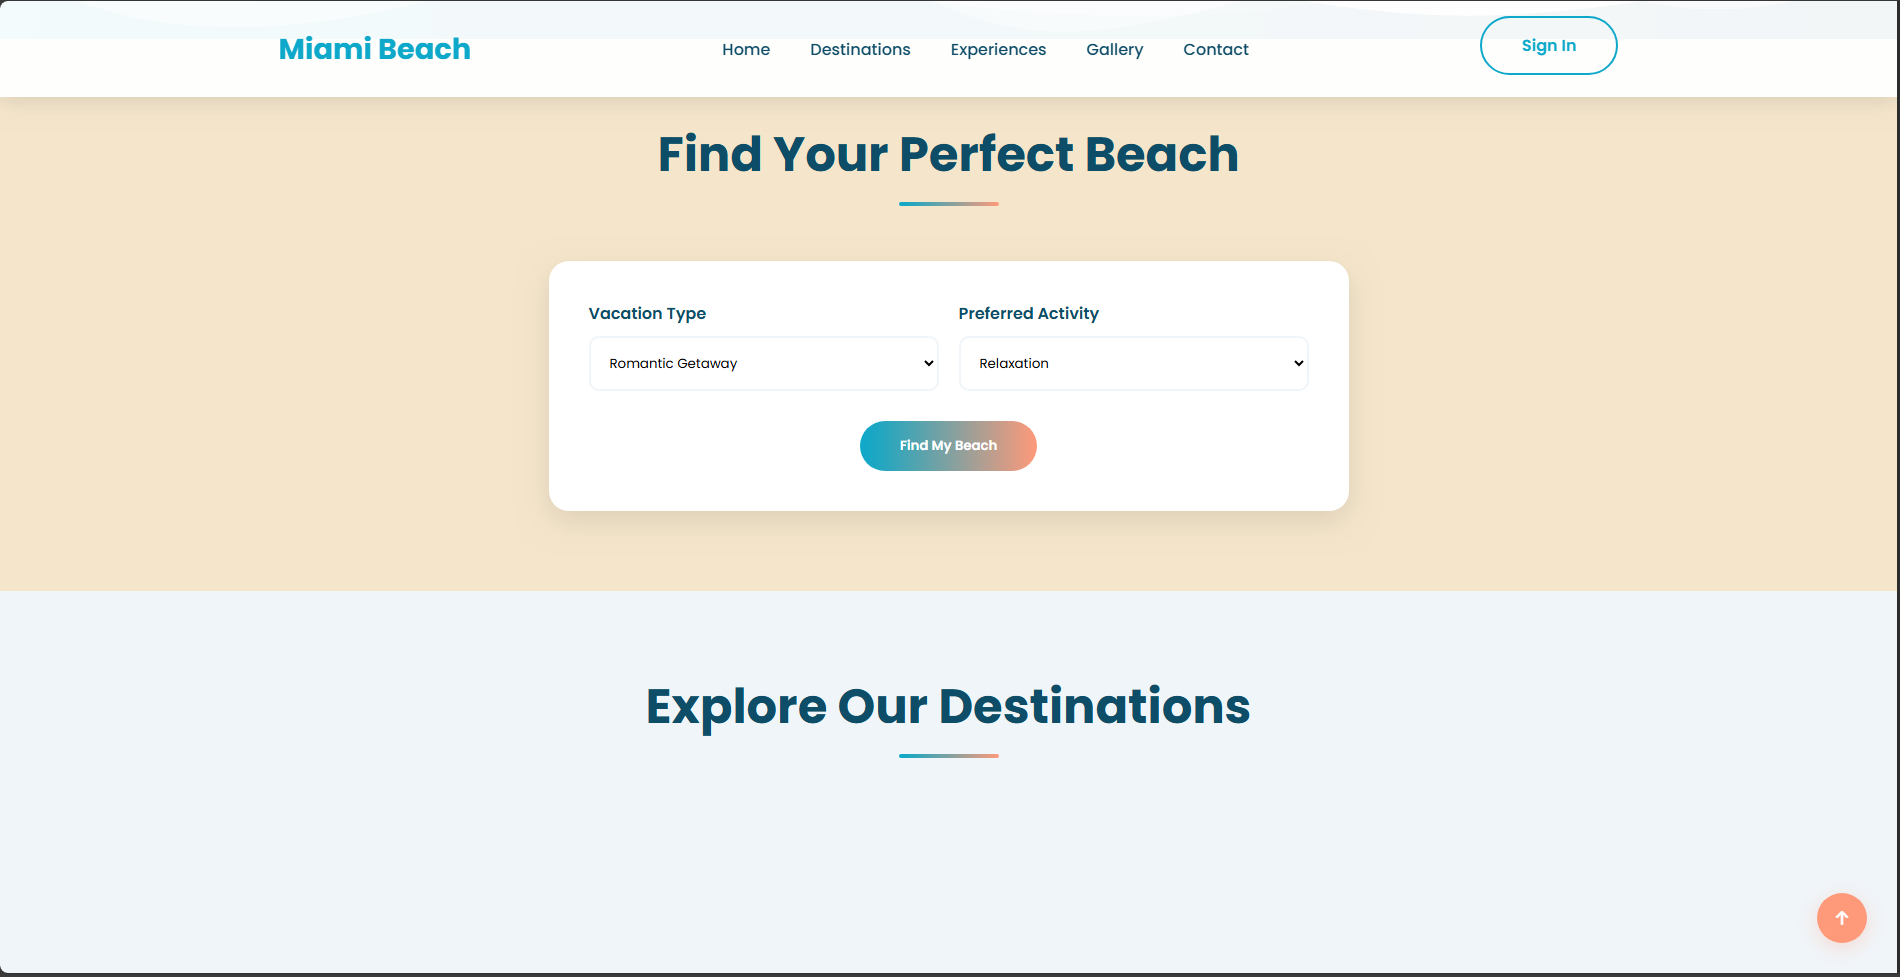 Miami Beach
Home
Destinations
Experiences
Gallery
Contact
Sign In
Find Your Perfect Beach
Vacation Type
Preferred Activity
Romantic Getaway
Relaxation
Find My Beach
Explore Our Destinations